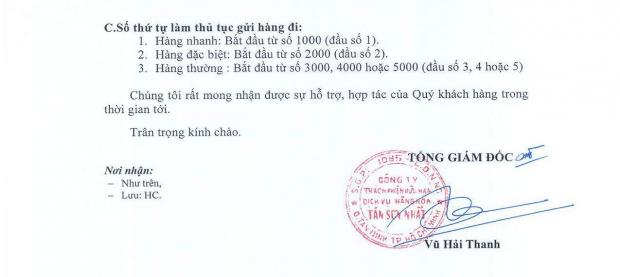 C.Số thứ tự làm thủ tục gửi hàng đi:
1. Hàng nhanh: Bắt đầu từ số 1000 (đầu số 1).
2. Hàng đặc biệt: Bắt đầu từ số 2000 (đầu số 2).
3. Hàng thường : Bắt đầu từ số 3000, 4000 hoặc 5000 (đầu số 3, 4 hoặc 5)
Chúng tôi rất mong nhận được sự hỗ trợ, hợp tác của Quý khách hàng trong
thời gian tới.
Trân trọng kính chào.
TỔNG GIÁM ĐỐC
Nơi nhận:
– Như trên,
– Lưu: HC.
CÔNG TY
TRÁCH NHIỆM HỮU HẠN
DỊCH VỤ HÀNG HÓA
TÂN SƠN NHẤT
Q.TÂN BÌNH T.P. HỒ CHÍ MINH
Vũ Hải Thanh